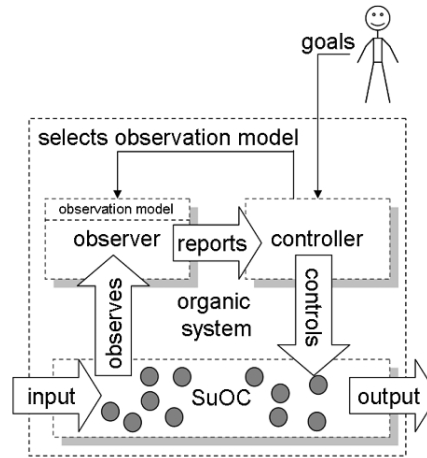 goals
selects observation model
observation model
observer
reports
controller
observes
organic
system
controls
input
SuOC
output